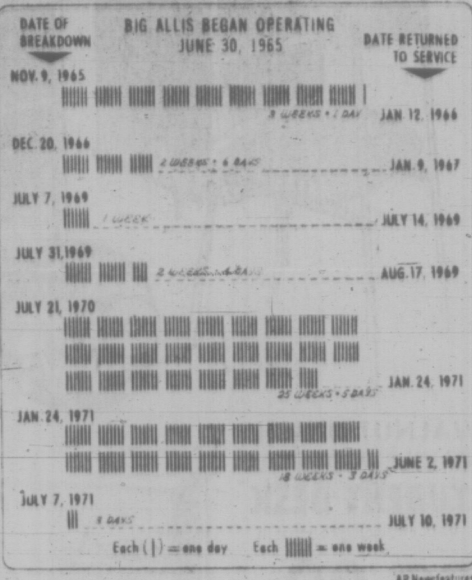 DATE OF BREAKDOWN
BIG ALLIS BEGAN OPERATING
JUNE 30, 1965
DATE RETURNED TO SERVICE
NOV. 9, 1965
WEEKS + 1 DAY
JAN 12, 1966
DEC. 20, 1966
2 WEEKS + 6 DAYS
JAN. 9, 1967
JULY 7, 1969
1 WEEK
JULY 14, 1969
JULY 31, 1969
2 WEEKS
AUG. 17, 1969
JULY 21, 1970
25 WEEKS + 5 DAYS
JAN. 24, 1971
JAN. 24, 1971
18 WEEKS - 3 DAYS
JUNE 2, 1971
JULY 7, 1971
DAYS
JULY 10, 1971
Each (|) = one day Each ||||||| = one week
AP Newsfeatures